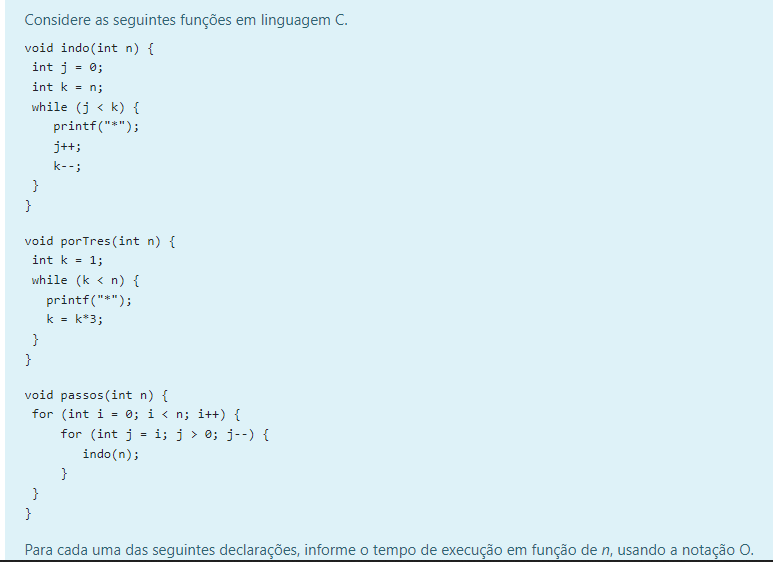 Considere as seguintes funções em linguagem C.
void indo(int n) {
int j = 0;
int k = n;
while (j < k) {
printf("*");
j++;
k--;
}
}
void porTres(int n) {
int k = 1;
while (k < n) {
printf("*");
k = k*3;
}
}
void passos(int n) {
for (int i = 0; i < n; i++) {
for (int j = i; j > 0; j--) {
indo(n);
}
}
}
Para cada uma das seguintes declarações, informe o tempo de execução em função de n, usando a notação O.